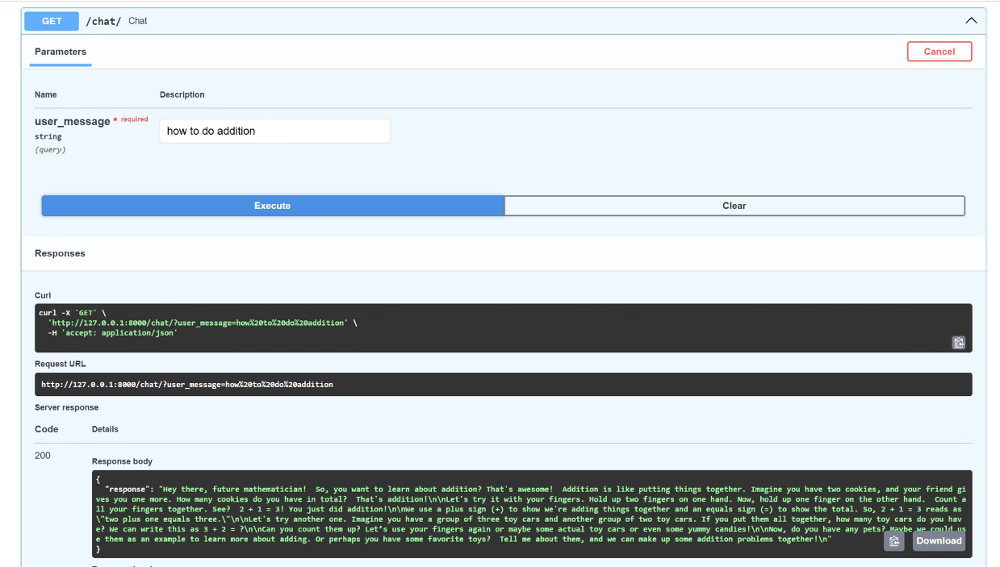 GET /chat/ Chat
Parameters
Cancel
Name Description
user_message * required
string
(query)
how to do addition
Execute Clear
Responses
Curl
curl -X 'GET' \
'http://127.0.0.1:8000/chat/?user_message=how%20to%20do%20addition' \
-H 'accept: application/json'
Request URL
http://127.0.0.1:8000/chat/?user_message=how%20to%20do%20addition
Server response
Code Details
200
Response body
{
"response": "Hey there, future mathematician!  So, you want to learn about addition? That's awesome!  Addition is like putting things together. Imagine you have two cookies, and your friend gi
ves you one more. How many cookies do you have in total?  That's addition!\n\nLet's try it with your fingers. Hold up two fingers on one hand. Now, hold up one finger on the other hand.  Count a
ll your fingers together. See?  2 + 1 = 3! You just did addition!\n\nWe use a plus sign (+) to show we're adding things together and an equals sign (=) to show the total. So, 2 + 1 = 3 reads as
\"two plus one equals three.\"\n\nLet's try another one. Imagine you have a group of three toy cars and another group of two toy cars. If you put them all together, how many toy cars do you hav
e? We can write this as 3 + 2 = ?\n\nCan you count them up? Let’s use your fingers again or maybe some actual toy cars or even some yummy candies!\n\nNow, do you have any pets? Maybe we could us
e them as an example to learn more about adding. Or perhaps you have some favorite toys?  Tell me about them, and we can make up some addition problems together!\n"
}
Download